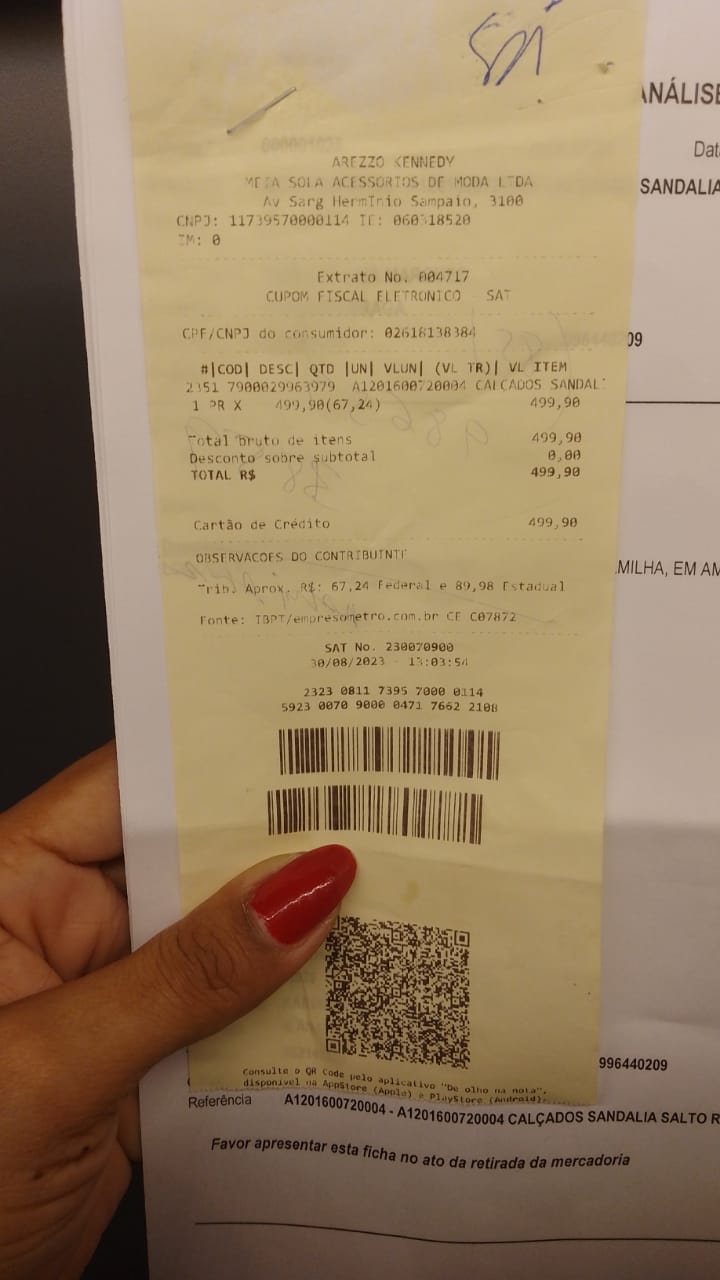 ANÁLISE
Data
SANDALIA
AREZZO KENNEDY
META SOLA ACESSORIOS DE MODA LTDA
Av Sarg HermInio Sampaio, 3100
CNPJ: 11739570000114 IE: 060318520
IM: 0
Extrato No. 004717
CUPOM FISCAL ELETRONICO SAT
CPF/CNPJ do consumidor: 02618138384
09
#|COD| DESC| QTD |UN| VLUN| (VL TR)| VL ITEM
2351 7900029963979 A1201600720004 CALCADOS SANDAL
1 PR X 499,90(67,24) 499,90
Total bruto de itens 499,90
Desconto sobre subtotal 0,00
TOTAL R$ 499,90
Cartão de Crédito 499,90
OBSERVACOES DO CONTRIBUINTE
MILHA, EM AM
Trib. Aprox. R$: 67,24 Federal e 89,98 Estadual
Fonte: IBPT/empresometro.com.br CE C07872
SAT No. 230070900
30/08/2023 - 13:03:54
2323 0811 7395 7000 0114
5923 0070 9000 0471 7662 2108
Consulte o QR Code pelo aplicativo "De olho na nota",
disponivel na AppStore (Apple) e PlayStore (Android).
996440209
Referência A1201600720004 - A1201600720004 CALÇADOS SANDALIA SALTO R
Favor apresentar esta ficha no ato da retirada da mercadoria